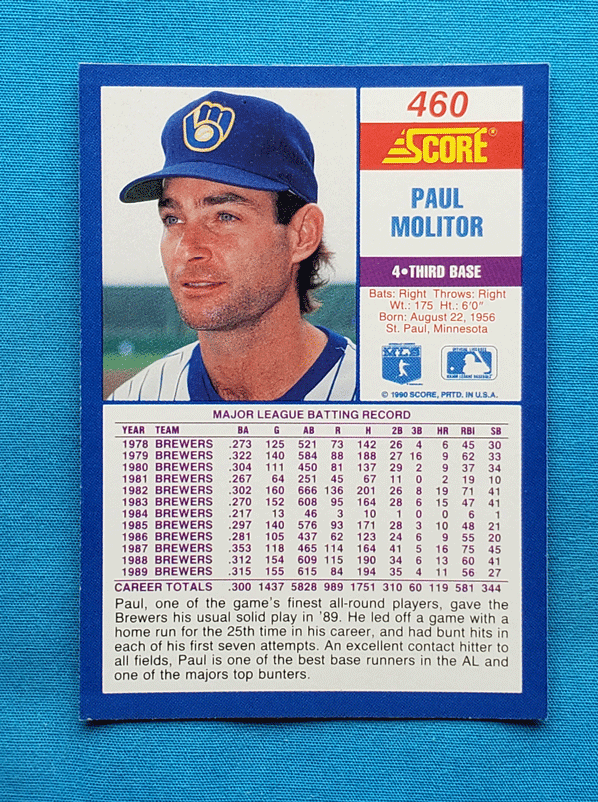 460
SCORE®
PAUL
MOLITOR
4•THIRD BASE
Bats: Right Throws: Right
Wt.: 175 Ht.: 6'0"
Born: August 22, 1956
St. Paul, Minnesota
MLB
MAJOR LEAGUE BASEBALL
© 1990 SCORE, PRTD. IN U.S.A.
MAJOR LEAGUE BATTING RECORD
YEAR TEAM BA G AB R H 2B 3B HR RBI SB
1978 BREWERS .273 125 521 73 142 26 4 6 45 30
1979 BREWERS .322 140 584 88 188 27 16 9 62 33
1980 BREWERS .304 111 450 81 137 29 2 9 37 34
1981 BREWERS .267 64 251 45 67 11 0 2 19 10
1982 BREWERS .302 160 666 136 201 26 8 19 71 41
1983 BREWERS .270 152 608 95 164 28 6 15 47 41
1984 BREWERS .217 13 46 3 10 1 0 0 6 1
1985 BREWERS .297 140 576 93 171 28 3 10 48 21
1986 BREWERS .281 105 437 62 123 24 6 9 55 20
1987 BREWERS .353 118 465 114 164 41 5 16 75 45
1988 BREWERS .312 154 609 115 190 34 6 13 60 41
1989 BREWERS .315 155 615 84 194 35 4 11 56 27
CAREER TOTALS .300 1437 5828 989 1751 310 60 119 581 344
Paul, one of the game's finest all-round players, gave the
Brewers his usual solid play in '89. He led off a game with a
home run for the 25th time in his career, and had bunt hits in
each of his first seven attempts. An excellent contact hitter to
all fields, Paul is one of the best base runners in the AL and
one of the majors top bunters.